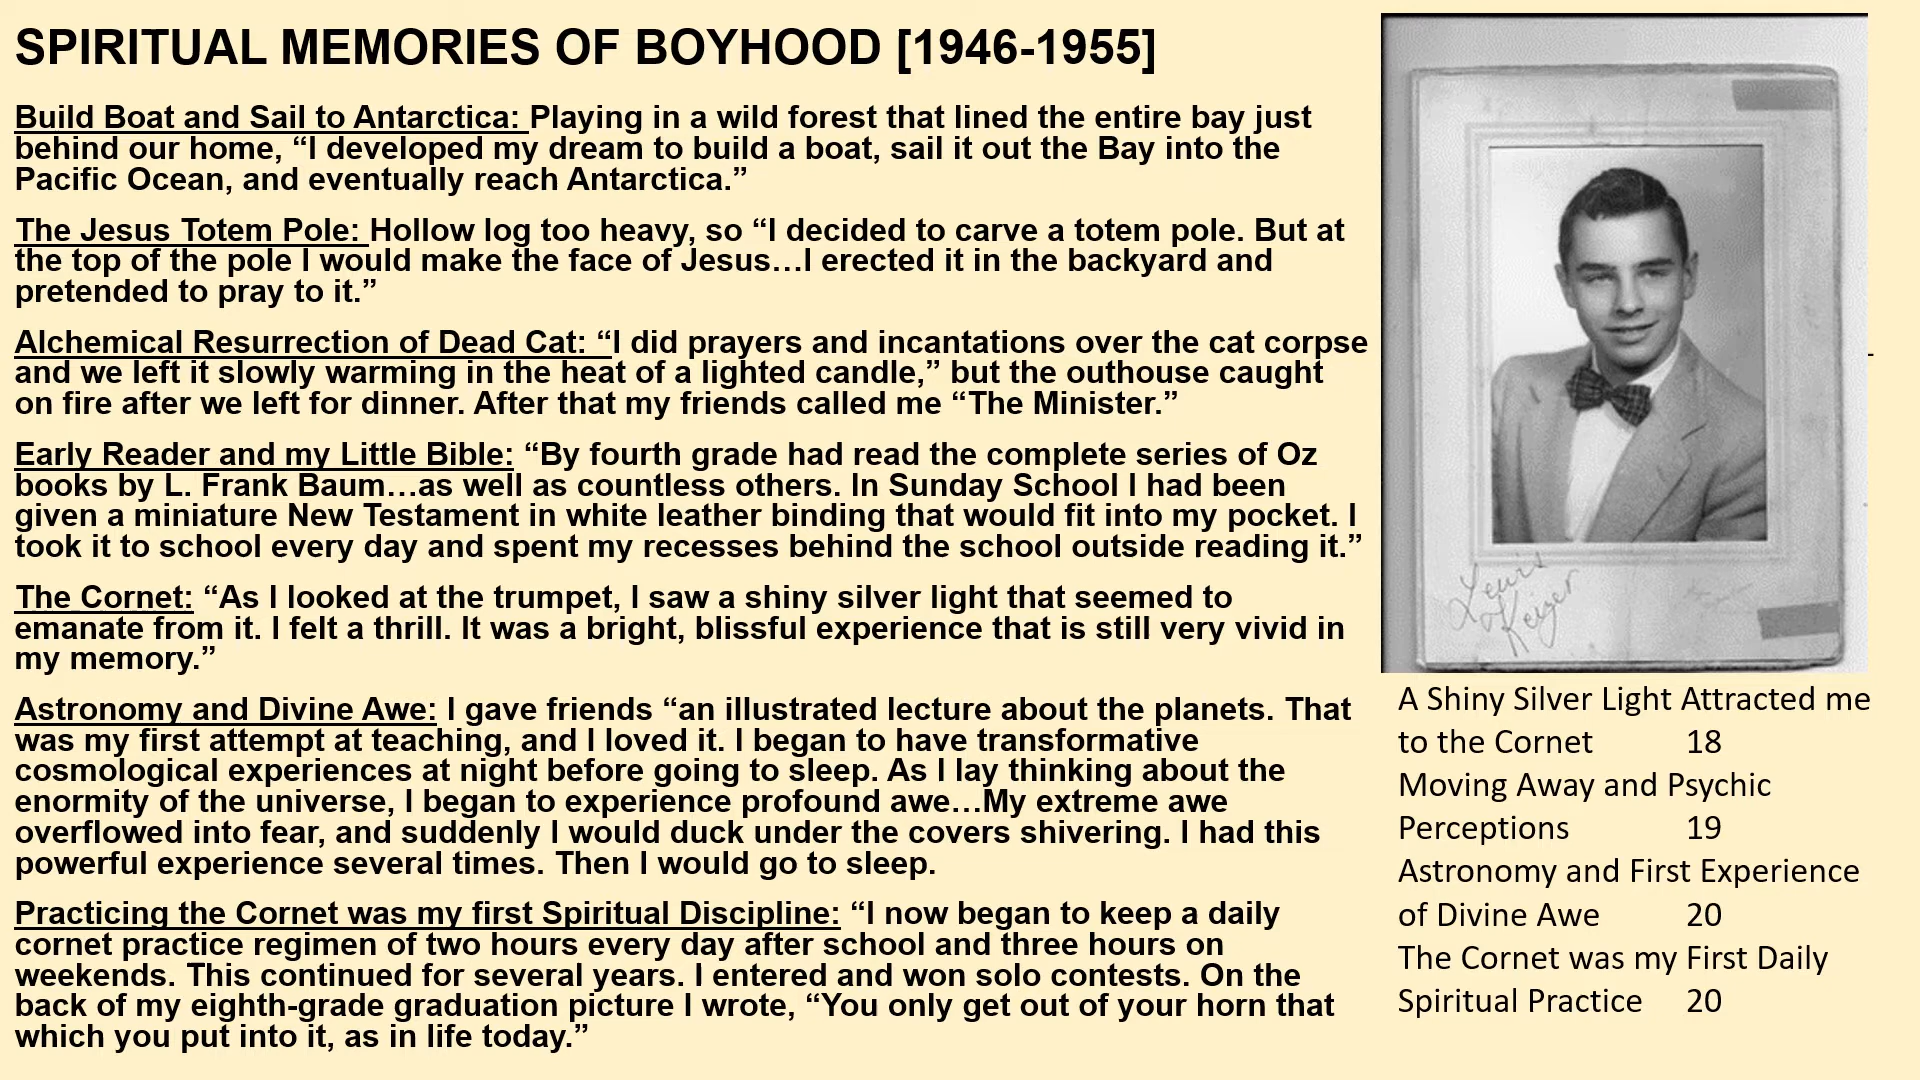 SPIRITUAL MEMORIES OF BOYHOOD [1946-1955]
Build Boat and Sail to Antarctica: Playing in a wild forest that lined the entire bay just
behind our home, “I developed my dream to build a boat, sail it out the Bay into the
Pacific Ocean, and eventually reach Antarctica.”
The Jesus Totem Pole: Hollow log too heavy, so “I decided to carve a totem pole. But at
the top of the pole I would make the face of Jesus…I erected it in the backyard and
pretended to pray to it.”
Alchemical Resurrection of Dead Cat: “I did prayers and incantations over the cat corpse
and we left it slowly warming in the heat of a lighted candle,” but the outhouse caught
on fire after we left for dinner. After that my friends called me “The Minister.”
Early Reader and my Little Bible: “By fourth grade had read the complete series of Oz
books by L. Frank Baum…as well as countless others. In Sunday School I had been
given a miniature New Testament in white leather binding that would fit into my pocket. I
took it to school every day and spent my recesses behind the school outside reading it.”
The Cornet: “As I looked at the trumpet, I saw a shiny silver light that seemed to
emanate from it. I felt a thrill. It was a bright, blissful experience that is still very vivid in
my memory.”
Astronomy and Divine Awe: I gave friends “an illustrated lecture about the planets. That
was my first attempt at teaching, and I loved it. I began to have transformative
cosmological experiences at night before going to sleep. As I lay thinking about the
enormity of the universe, I began to experience profound awe…My extreme awe
overflowed into fear, and suddenly I would duck under the covers shivering. I had this
powerful experience several times. Then I would go to sleep.
Practicing the Cornet was my first Spiritual Discipline: “I now began to keep a daily
cornet practice regimen of two hours every day after school and three hours on
weekends. This continued for several years. I entered and won solo contests. On the
back of my eighth-grade graduation picture I wrote, “You only get out of your horn that
which you put into it, as in life today.”
Lewis
Keizer
A Shiny Silver Light Attracted me
to the Cornet 18
Moving Away and Psychic
Perceptions 19
Astronomy and First Experience
of Divine Awe 20
The Cornet was my First Daily
Spiritual Practice 20